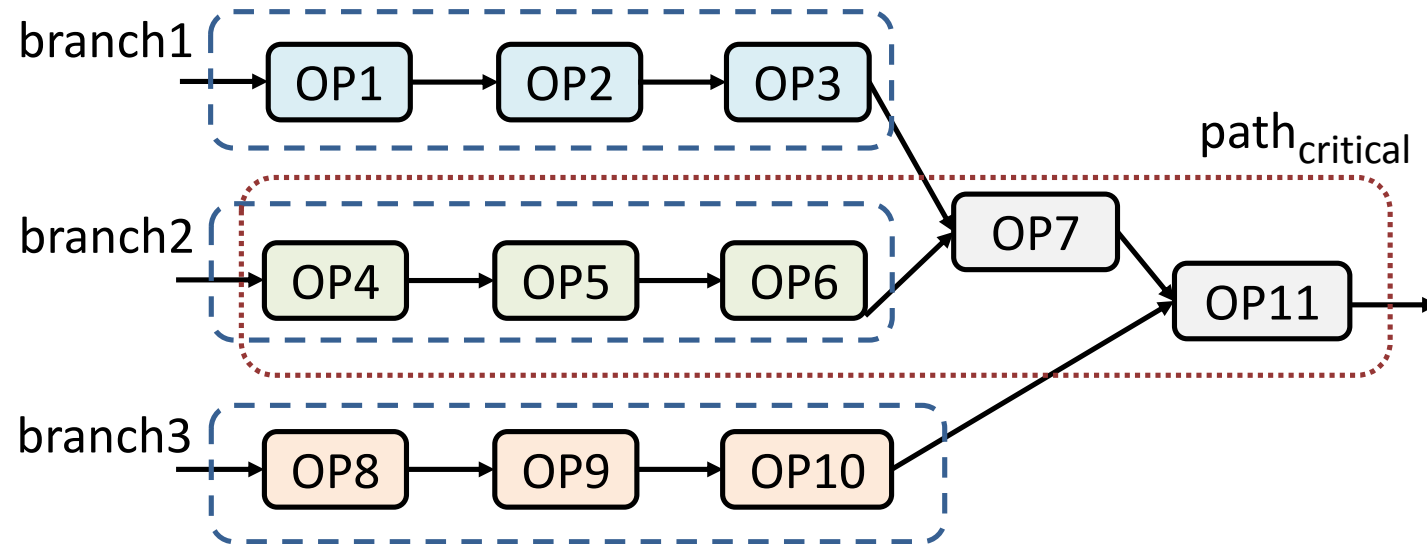 branch1
OP1 OP2 OP3
path_critical
branch2
OP4 OP5 OP6
OP7
OP11
branch3
OP8 OP9 OP10